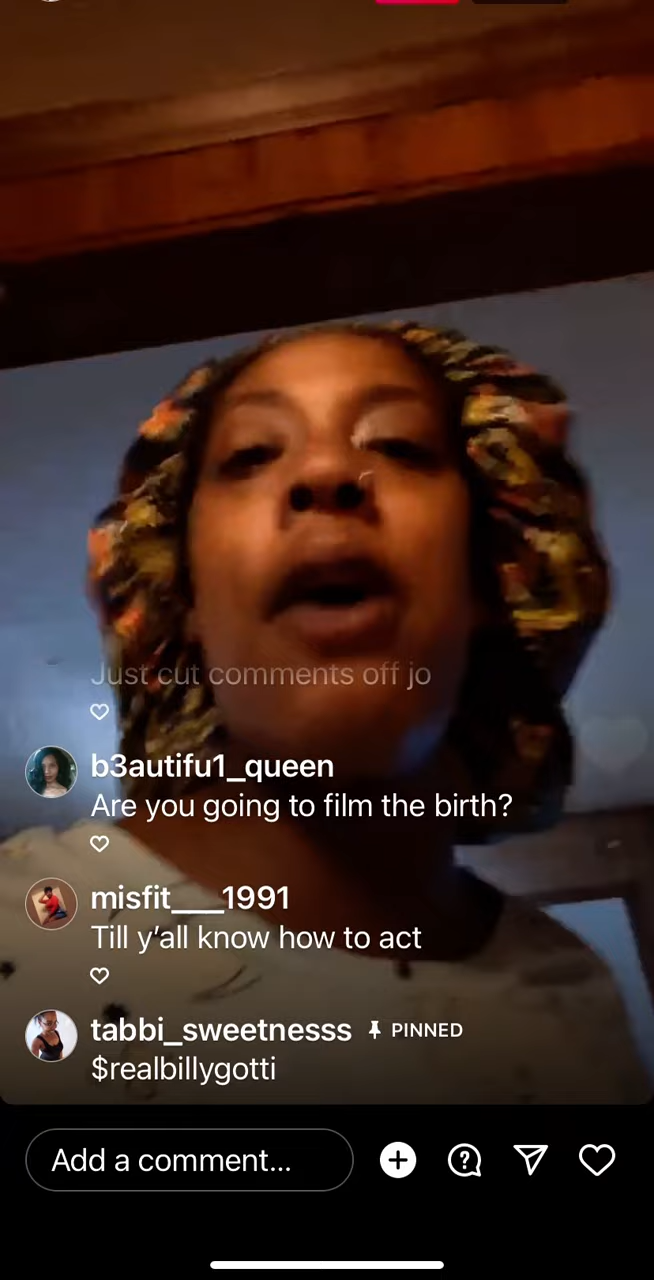 Just cut comments off jo
b3autifu1_queen
Are you going to film the birth?
misfit___1991
Till y’all know how to act
tabbi_sweetnesss PINNED
$realbillygotti
Add a comment...